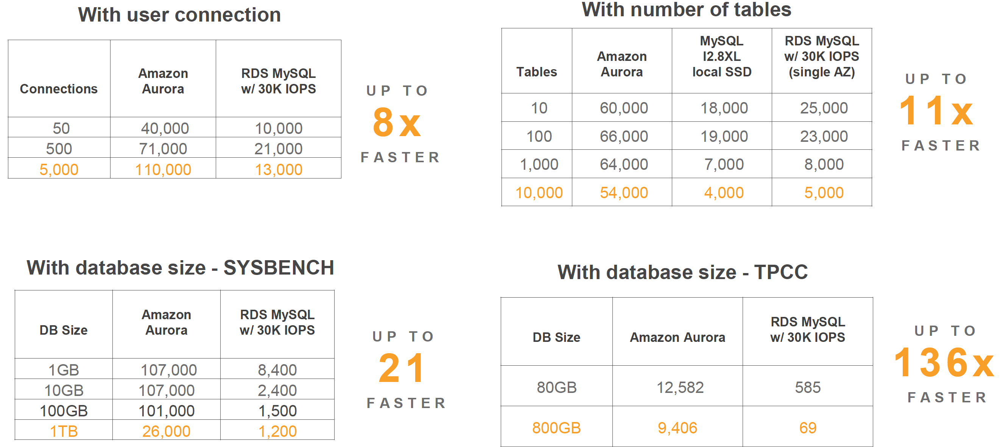 With user connection
Connections
Amazon
Aurora
RDS MySQL
w/ 30K IOPS
50 40,000 10,000
500 71,000 21,000
5,000 110,000 13,000
UP TO
8x
FASTER
With number of tables
Tables
Amazon
Aurora
MySQL
I2.8XL
local SSD
RDS MySQL
w/ 30K IOPS
(single AZ)
10 60,000 18,000 25,000
100 66,000 19,000 23,000
1,000 64,000 7,000 8,000
10,000 54,000 4,000 5,000
UP TO
11x
FASTER
With database size - SYSBENCH
DB Size
Amazon
Aurora
RDS MySQL
w/ 30K IOPS
1GB 107,000 8,400
10GB 107,000 2,400
100GB 101,000 1,500
1TB 26,000 1,200
UP TO
21
FASTER
With database size - TPCC
DB Size
Amazon Aurora
RDS MySQL
w/ 30K IOPS
80GB 12,582 585
800GB 9,406 69
UP TO
136x
FASTER